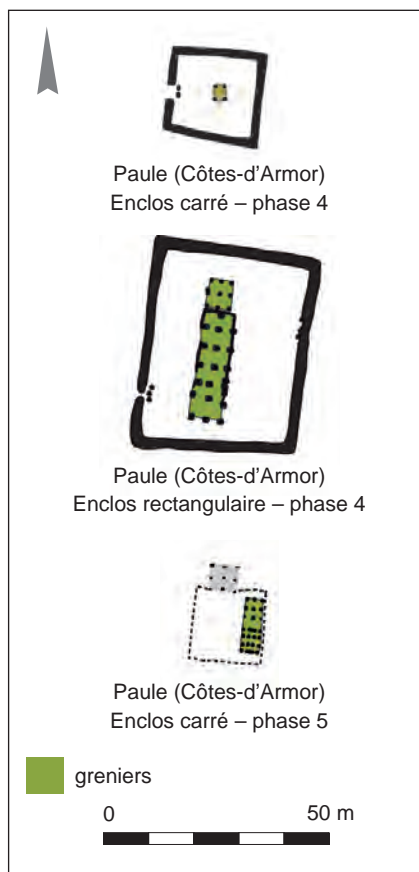 Paule (Côtes-d'Armor)
Enclos carré – phase 4
Paule (Côtes-d'Armor)
Enclos rectangulaire – phase 4
Paule (Côtes-d'Armor)
Enclos carré – phase 5
greniers
0 50 m